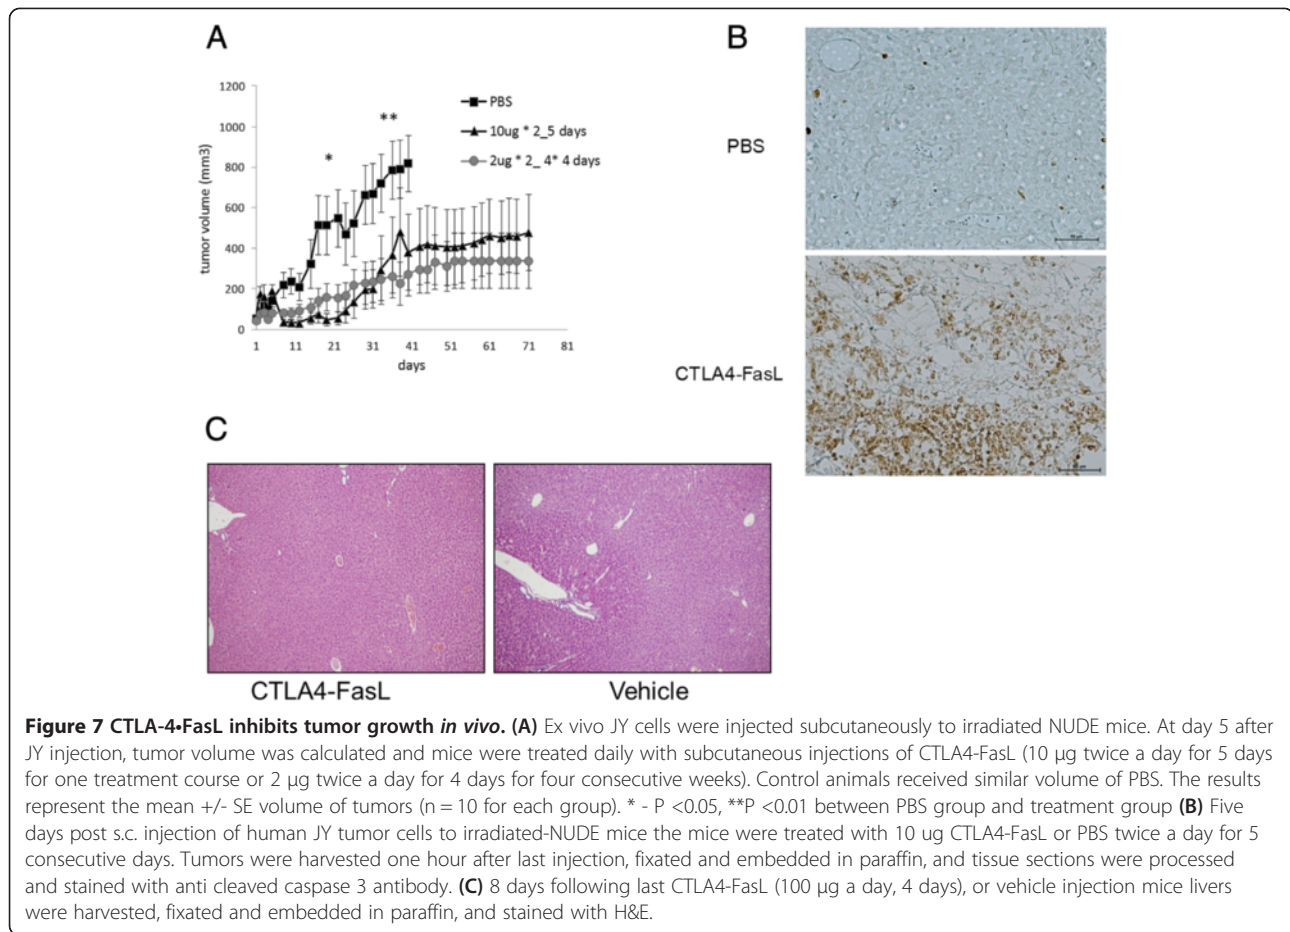 A
B
1200
1000
800
600
400
200
0
tumor volume (mm3)
*
**
PBS
10ug * 2_5 days
2ug * 2_ 4* 4 days
1 11 21 31 41 51 61 71 81
days
PBS
CTLA4-FasL
C
CTLA4-FasL
Vehicle
Figure 7 CTLA-4•FasL inhibits tumor growth in vivo. (A) Ex vivo JY cells were injected subcutaneously to irradiated NUDE mice. At day 5 after
JY injection, tumor volume was calculated and mice were treated daily with subcutaneous injections of CTLA4-FasL (10 μg twice a day for 5 days
for one treatment course or 2 μg twice a day for 4 days for four consecutive weeks). Control animals received similar volume of PBS. The results
represent the mean +/- SE volume of tumors (n = 10 for each group). * - P <0.05, **P <0.01 between PBS group and treatment group (B) Five
days post s.c. injection of human JY tumor cells to irradiated-NUDE mice the mice were treated with 10 ug CTLA4-FasL or PBS twice a day for 5
consecutive days. Tumors were harvested one hour after last injection, fixated and embedded in paraffin, and tissue sections were processed
and stained with anti cleaved caspase 3 antibody. (C) 8 days following last CTLA4-FasL (100 μg a day, 4 days), or vehicle injection mice livers
were harvested, fixated and embedded in paraffin, and stained with H&E.